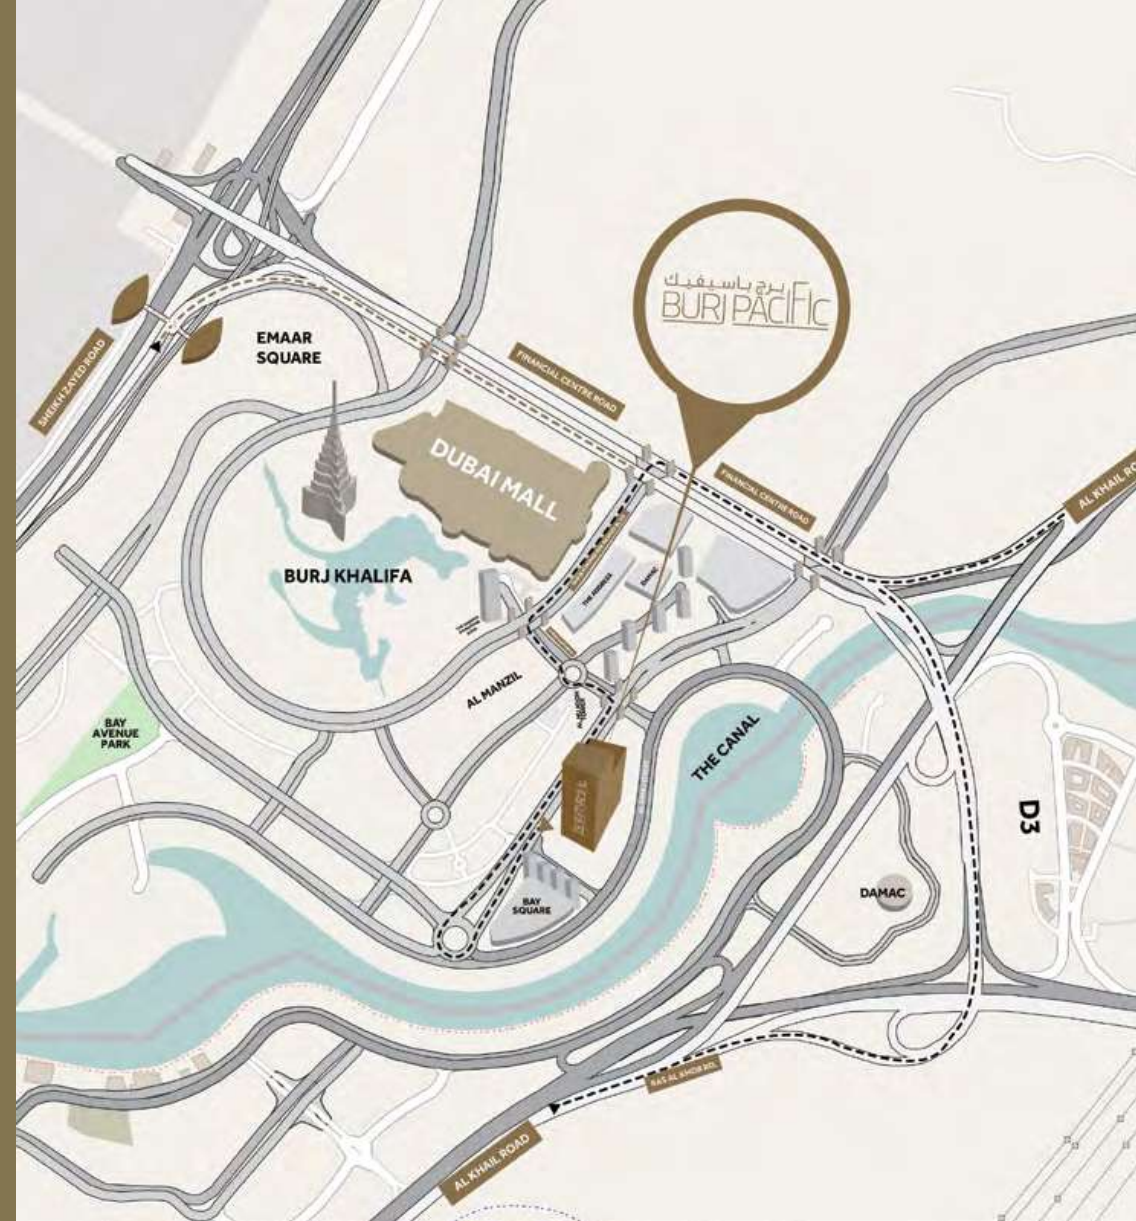 برج باسيفيك
BURJ PACIFIC
EMAAR
SQUARE
SHEIKH ZAYED ROAD
FINANCIAL CENTRE ROAD
DUBAI MALL
FINANCIAL CENTRE ROAD
AL KHAIL RO
BURJ KHALIFA
DAMAC
AL MANZIL
BAY
AVENUE
PARK
THE CANAL
D3
DAMAC
BAY
SQUARE
RAS AL KHOR RD.
AL KHAIL ROAD